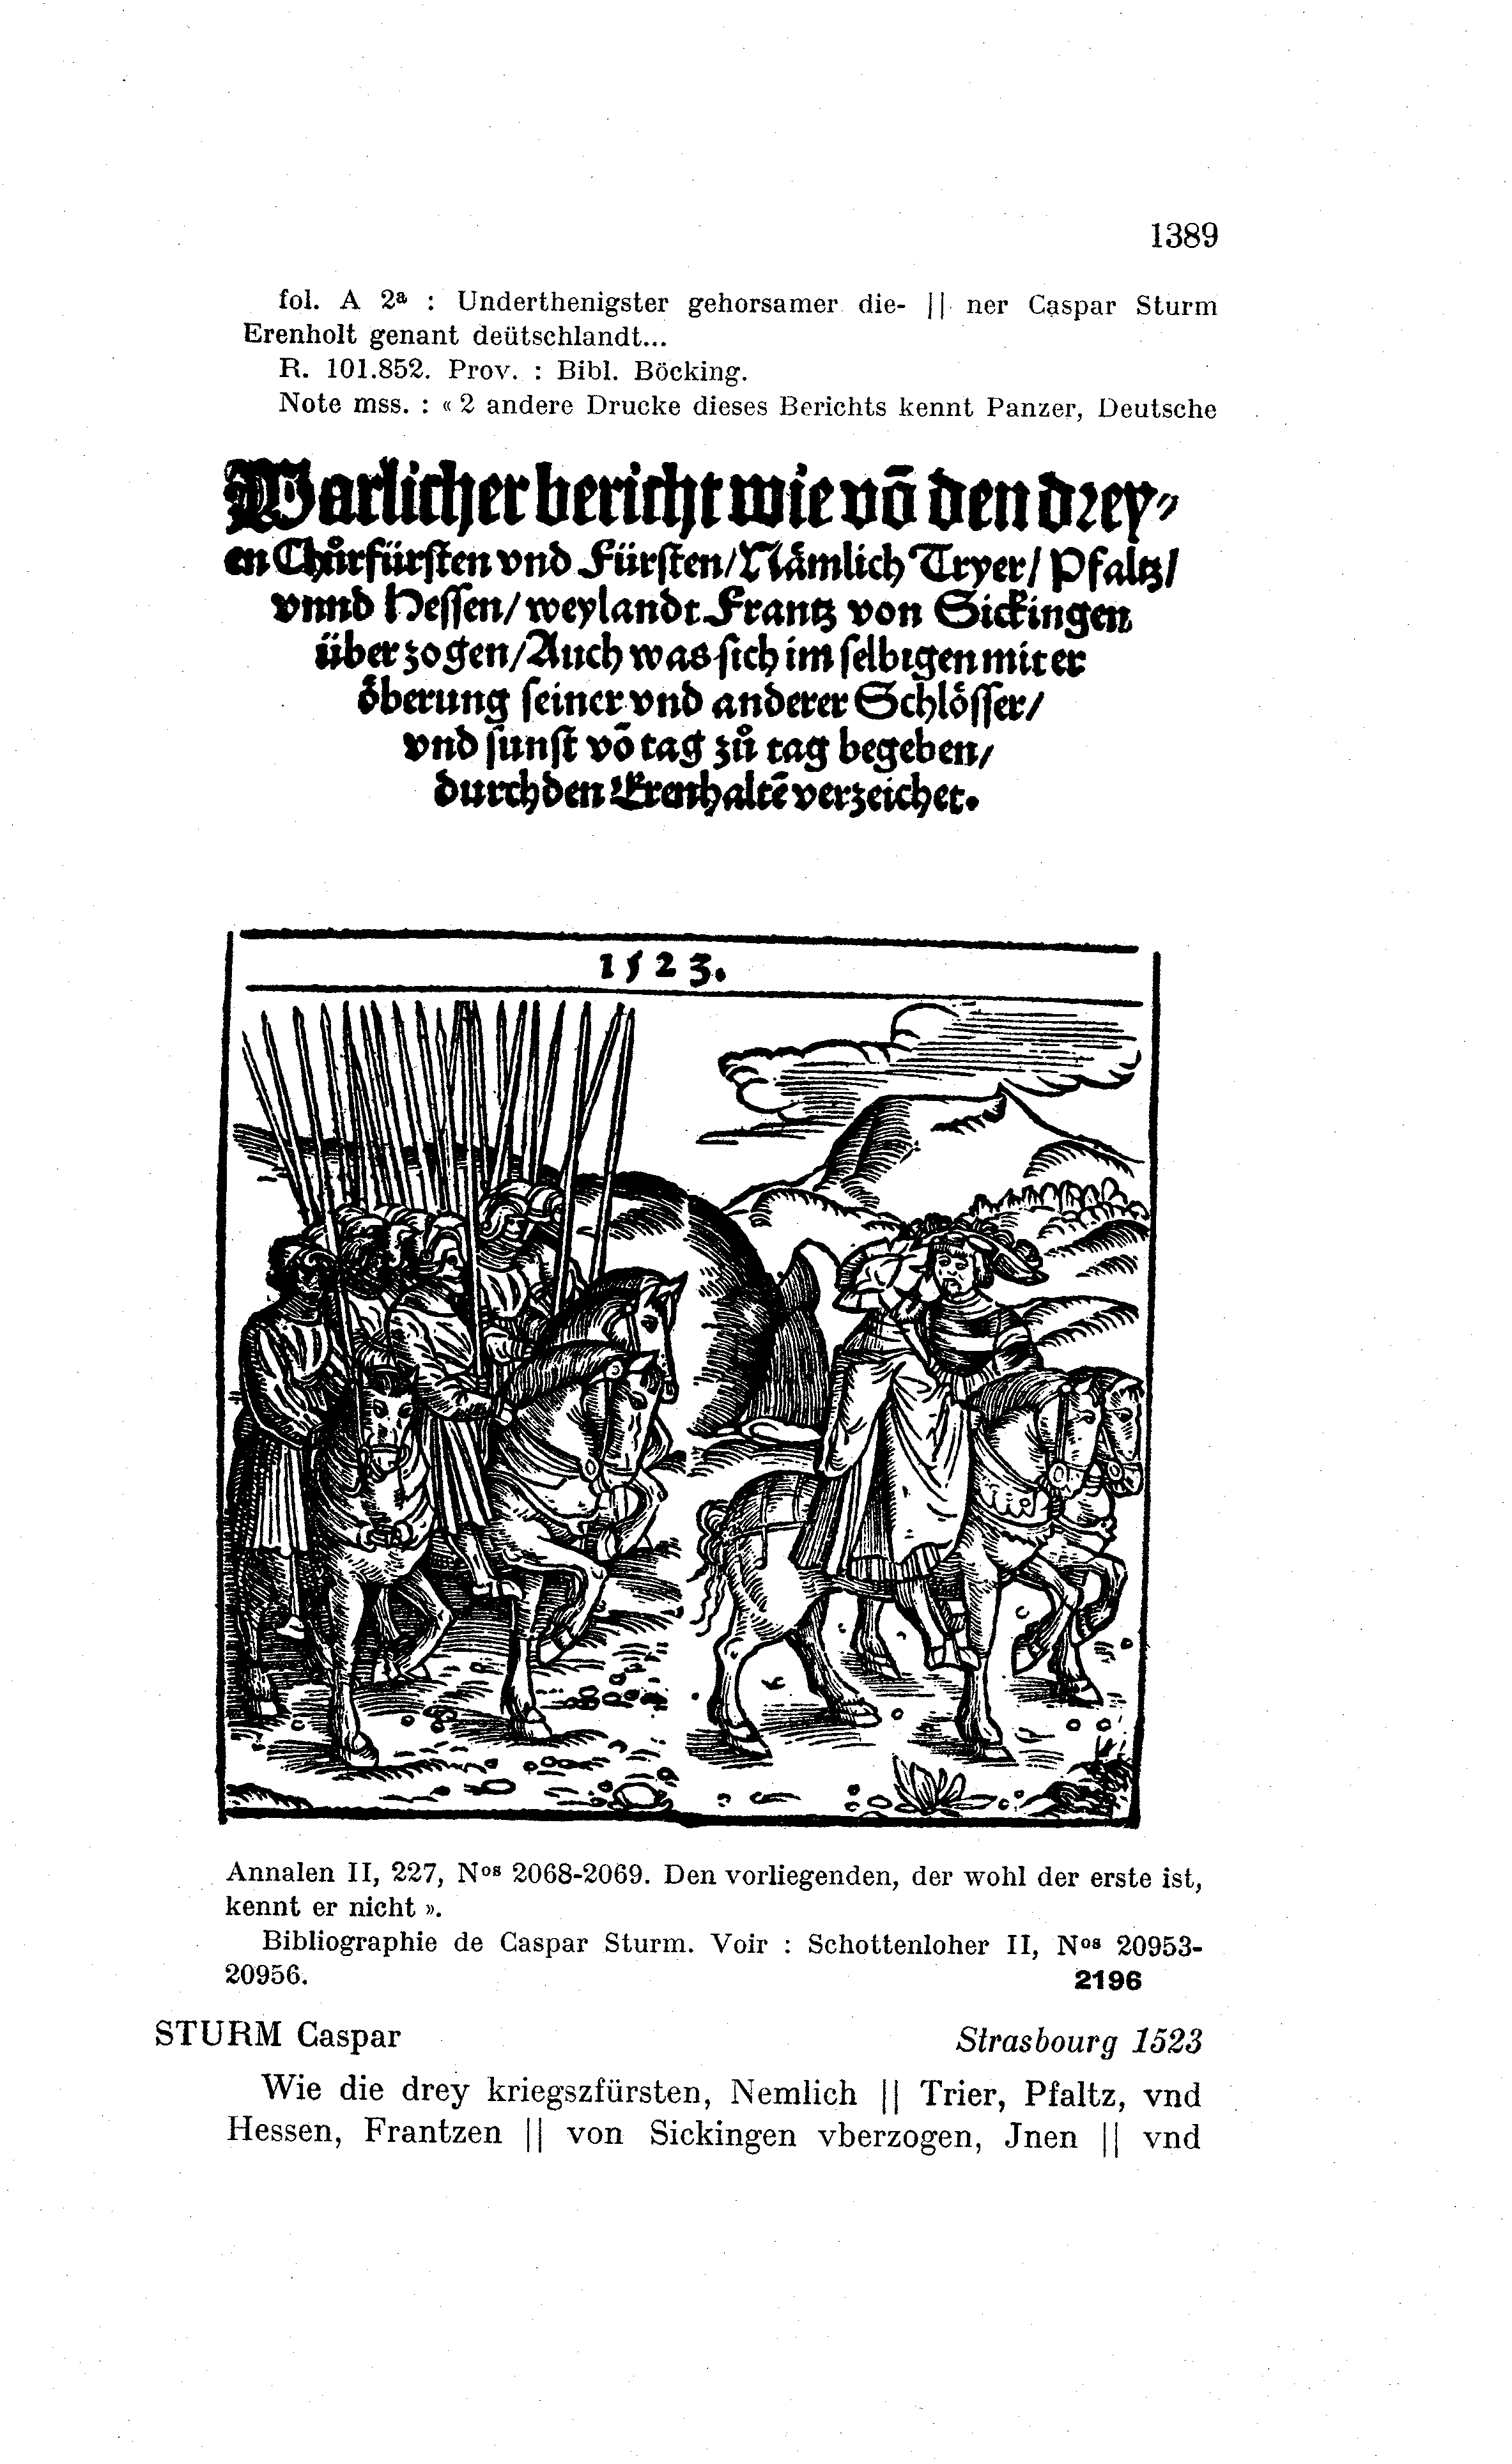 1389
fol. A 2ª : Underthenigster gehorsamer die- || ner Caspar Sturm
Erenholt genant deütschlandt...
R. 101.852. Prov. : Bibl. Böcking.
Note mss. : « 2 andere Drucke dieses Berichts kennt Panzer, Deutsche
Warlicher bericht wie vō den drey⸗
en Chůrfürsten vnd Fürsten/Nämlich Tryer/ Pfaltz/
vnnd Hessen/ weylandt Frantz von Sickingen
überzogen/Auch was sich im selbigen mit er
öberung seiner vnd anderer Schlösser/
vnd sunst vō tag zů tag begeben/
durch den Erenhaltē verzeichet.
1523.
Annalen II, 227, Nos 2068-2069. Den vorliegenden, der wohl der erste ist,
kennt er nicht ».
Bibliographie de Caspar Sturm. Voir : Schottenloher II, Nos 20953-
20956. 2196
STURM Caspar Strasbourg 1523
Wie die drey kriegszfürsten, Nemlich || Trier, Pfaltz, vnd
Hessen, Frantzen || von Sickingen vberzogen, Jnen || vnd